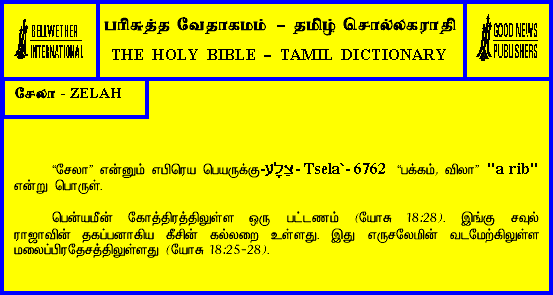 BELLWETHER
INTERNATIONAL
பரிசுத்த வேதாகமம் – தமிழ் சொல்லகராதி
THE HOLY BIBLE – TAMIL DICTIONARY
GOOD NEWS
PUBLISHERS
சேலா - ZELAH
“சேலா” என்னும் எபிரெய பெயருக்கு-צֵלָע- Tsela`- 6762 “பக்கம், விலா” "a rib"
என்று பொருள்.
பென்யமீன் கோத்திரத்திலுள்ள ஒரு பட்டணம் (யோசு 18:28). இங்கு சவுல்
ராஜாவின் தகப்பனாகிய கீசின் கல்லறை உள்ளது. இது எருசலேமின் வடமேற்கிலுள்ள
மலைப்பிரதேசத்திலுள்ளது (யோசு 18:25-28).